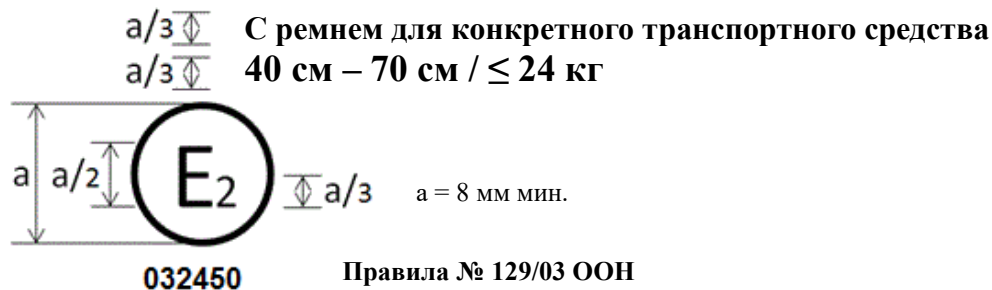 a/3 С ремнем для конкретного транспортного средства
a/3 40 см – 70 см / ≤ 24 кг
a a/2 E2 a/3 a = 8 мм мин.
032450 Правила № 129/03 ООН